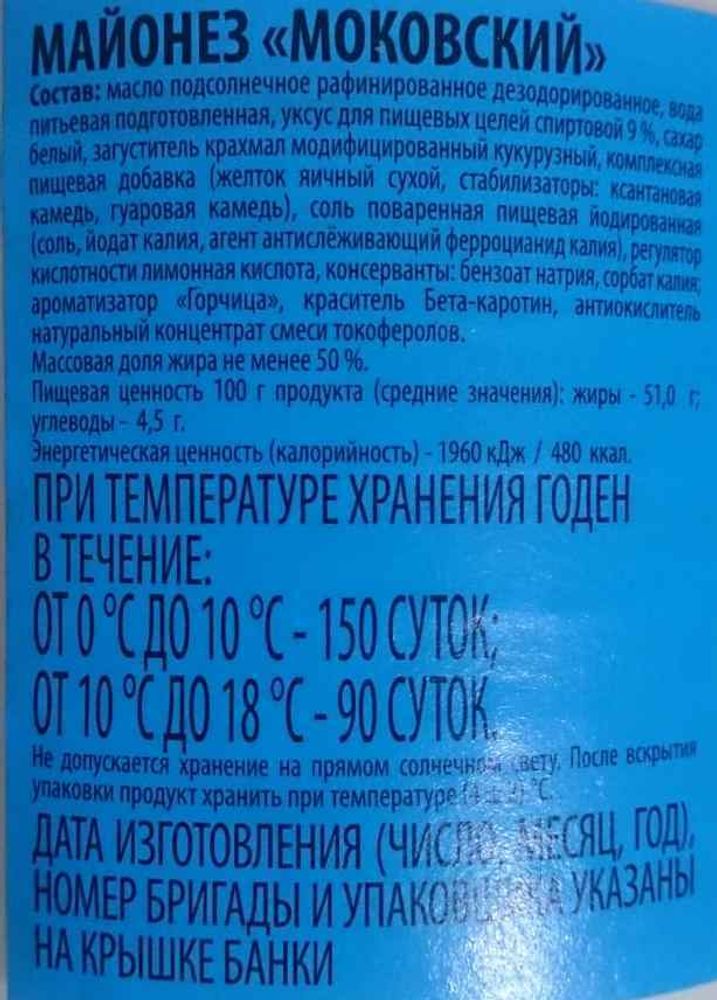 МАЙОНЕЗ «МОКОВСКИЙ»
Состав: масло подсолнечное рафинированное дезодорированное, вода
питьевая подготовленная, уксус для пищевых целей спиртовой 9 %, сахар
белый, загуститель крахмал модифицированный кукурузный, комплексная
пищевая добавка (желток яичный сухой, стабилизаторы: ксантановая
камедь, гуаровая камедь), соль поваренная пищевая йодированная
(соль, йодат калия, агент антислёживающий ферроцианид калия), регулятор
кислотности лимонная кислота, консерванты: бензоат натрия, сорбат калия;
ароматизатор «Горчица», краситель Бета-каротин, антиокислитель
натуральный концентрат смеси токоферолов.
Массовая доля жира не менее 50 %.
Пищевая ценность 100 г продукта (средние значения): жиры - 51,0 г;
углеводы - 4,5 г.
Энергетическая ценность (калорийность) - 1960 кДж / 480 ккал.
ПРИ ТЕМПЕРАТУРЕ ХРАНЕНИЯ ГОДЕН
В ТЕЧЕНИЕ:
ОТ 0 °С ДО 10 °С - 150 СУТОК;
ОТ 10 °С ДО 18 °С - 90 СУТОК.
Не допускается хранение на прямом солнечном свету. После вскрытия
упаковки продукт хранить при температуре (4 ± 2) °С.
ДАТА ИЗГОТОВЛЕНИЯ (ЧИСЛО, МЕСЯЦ, ГОД),
НОМЕР БРИГАДЫ И УПАКОВЩИКА УКАЗАНЫ
НА КРЫШКЕ БАНКИ